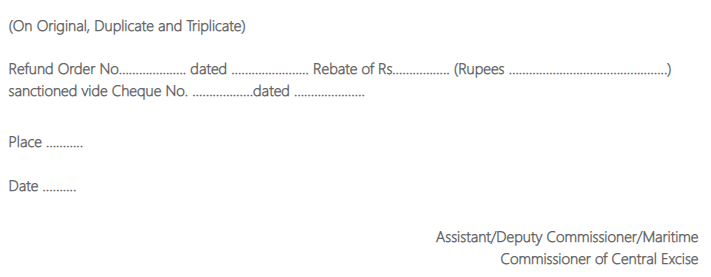 (On Original, Duplicate and Triplicate)
Refund Order No.................... dated ....................... Rebate of Rs................. (Rupees ...............................................)
sanctioned vide Cheque No. ..................dated .....................
Place ...........
Date ..........
Assistant/Deputy Commissioner/Maritime
Commissioner of Central Excise